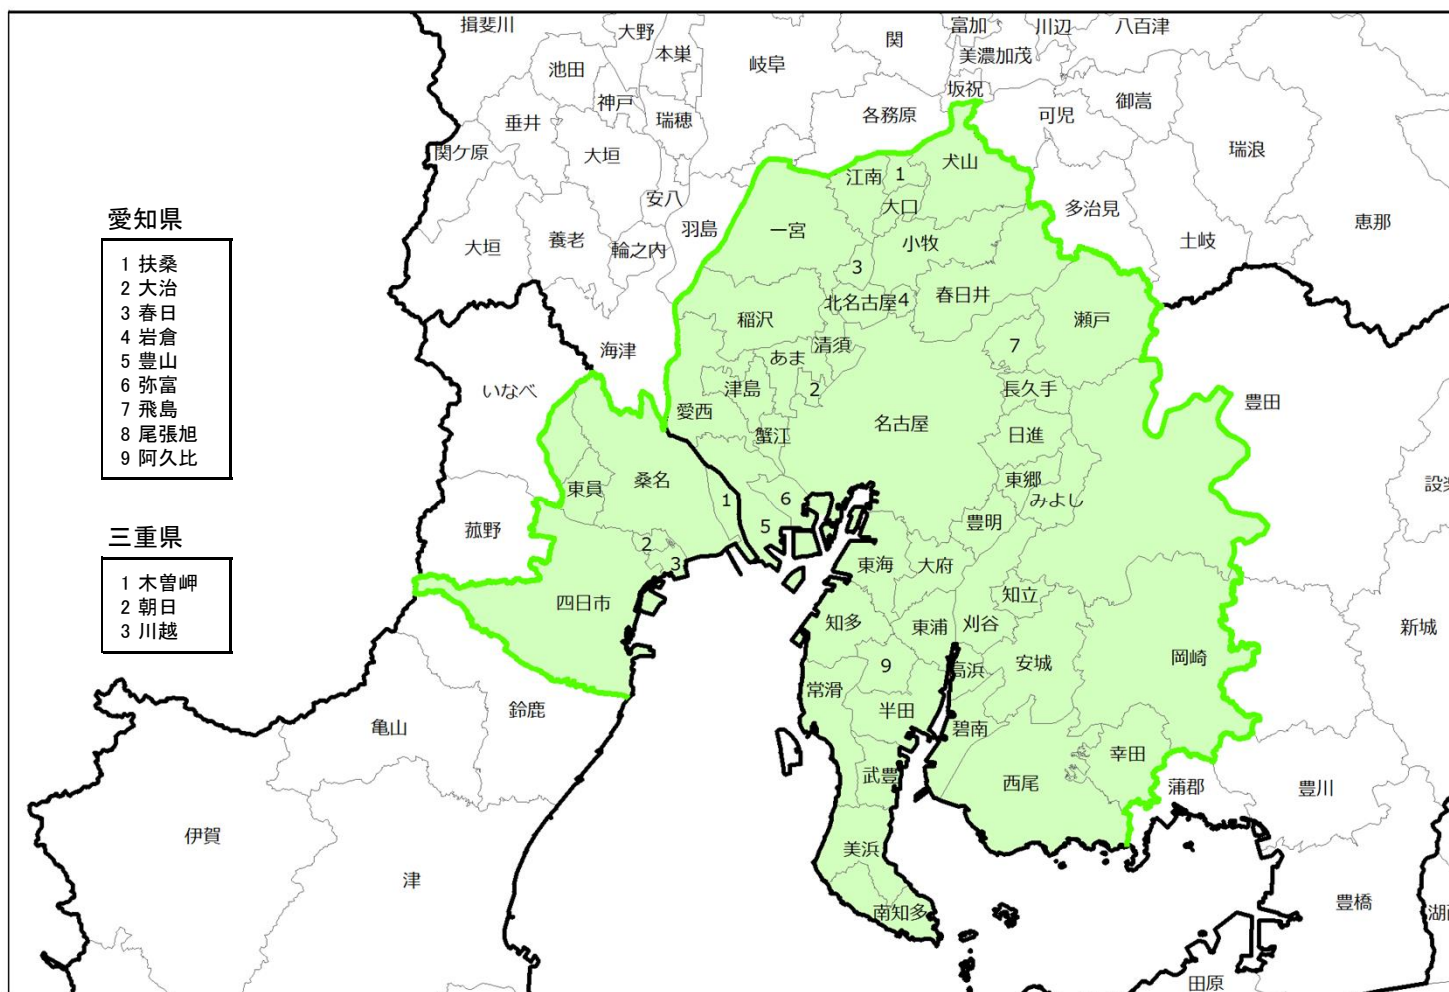 揖斐川
大野
本巣
岐阜
関
富加
川辺
八百津
美濃加茂
池田
神戸
瑞穂
各務原
坂祝
可児
御嵩
垂井
関ケ原
大垣
瑞浪
江南
1
犬山
安八
大口
多治見
恵那
愛知県
1 扶桑
2 大治
3 春日
4 岩倉
5 豊山
6 弥富
7 飛島
8 尾張旭
9 阿久比
大垣
養老
輪之内
羽島
一宮
小牧
土岐
3
北名古屋
4
春日井
稲沢
瀬戸
海津
あま
清須
7
いなべ
津島
2
長久手
愛西
蟹江
名古屋
日進
豊田
東員
桑名
東郷
みよし
設楽
1
6
5
豊明
菰野
三重県
1 木曽岬
2 朝日
3 川越
2
3
東海
大府
四日市
知立
知多
東浦
刈谷
新城
9
高浜
安城
岡崎
常滑
半田
碧南
鈴鹿
亀山
武豊
西尾
幸田
蒲郡
豊川
伊賀
美浜
津
南知多
豊橋
湖西
田原